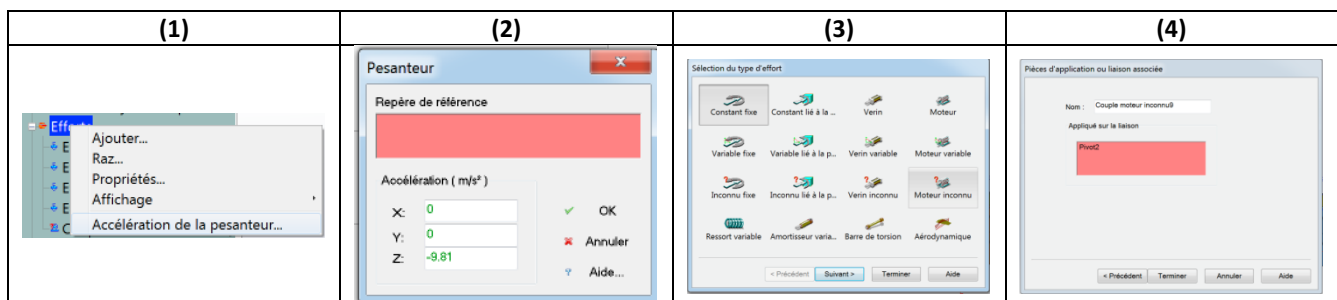 (1)
(2)
(3)
(4)
Effo
E
E
E
E
C
Ajouter...
Raz...
Propriétés...
Affichage
Accélération de la pesanteur...
Pesanteur
Repère de référence
Accélération ( m/s² )
X: 0
Y: 0
Z: -9.81
OK
Annuler
Aide...
Sélection du type d'effort
Constant fixe Constant lié à la ... Verin Moteur
Variable fixe Variable lié à la p... Verin variable Moteur variable
Inconnu fixe Inconnu lié à la p... Verin inconnu Moteur inconnu
Ressort variable Amortisseur varia... Barre de torsion Aérodynamique
< Précédent Suivant > Terminer Aide
Pièces d'application ou liaison associée
Nom : Couple moteur inconnu9
Appliqué sur la liaison
Pivot2
< Précédent Terminer Annuler Aide